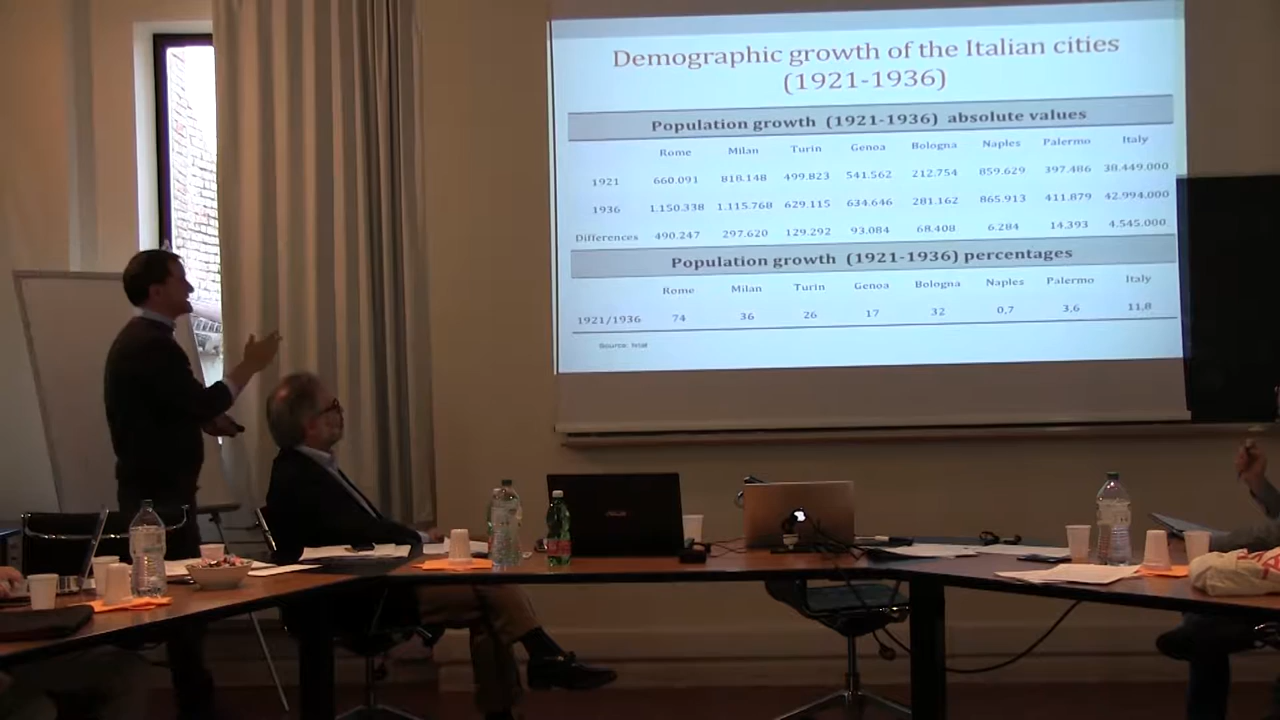 Demographic growth of the Italian cities
(1921-1936)
Population growth (1921-1936) absolute values
Rome Milan Turin Genoa Bologna Naples Palermo Italy
1921 660.091 818.148 499.823 541.562 212.754 859.629 397.486 38.449.000
1936 1.150.338 1.115.768 629.115 634.646 281.162 865.913 411.879 42.994.000
Differences 490.247 297.620 129.292 93.084 68.408 6.284 14.393 4.545.000
Population growth (1921-1936) percentages
Rome Milan Turin Genoa Bologna Naples Palermo Italy
1921/1936 74 36 26 17 32 0,7 3,6 11,8
Source: Istat